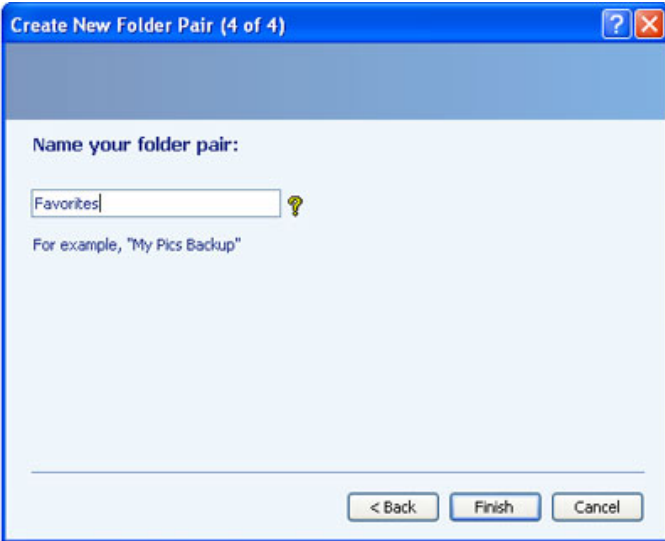 Create New Folder Pair (4 of 4)
?
Name your folder pair:
Favorites
?
For example, "My Pics Backup"
< Back Finish Cancel